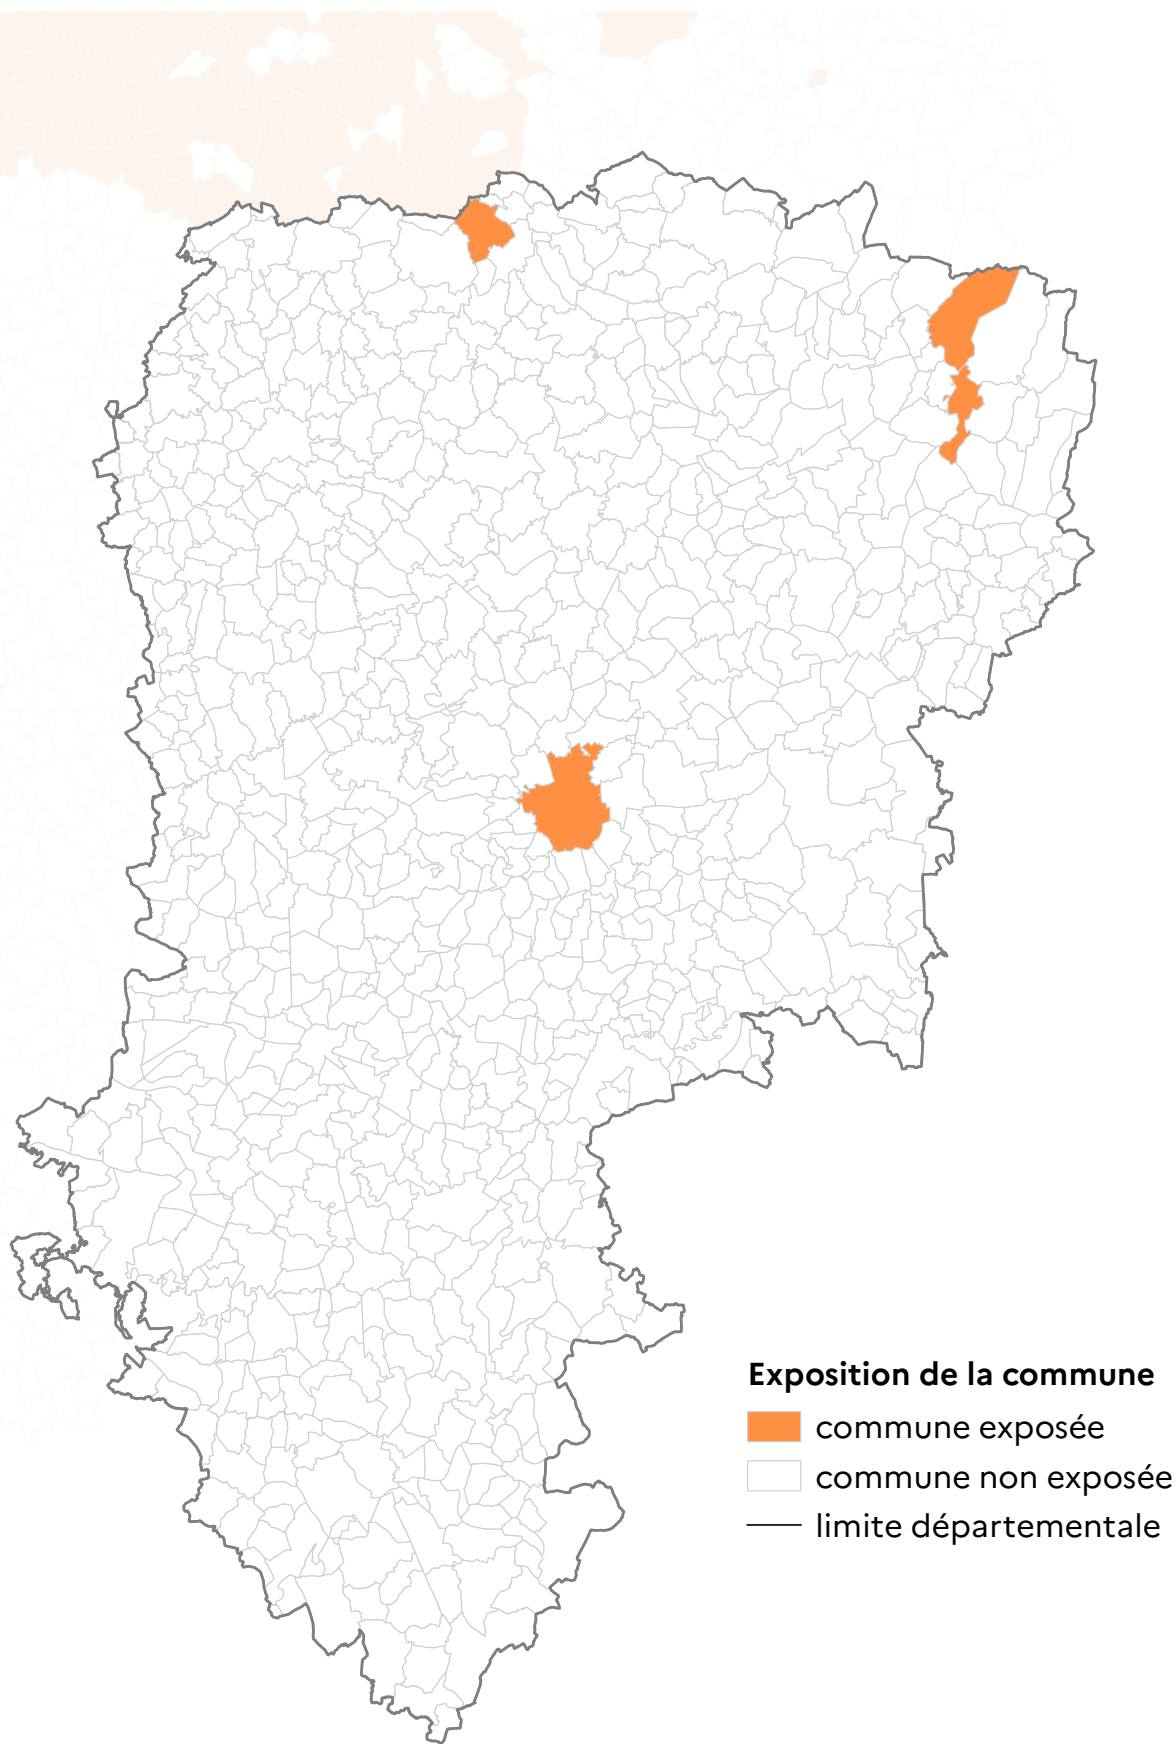 Exposition de la commune
commune exposée
commune non exposée
limite départementale